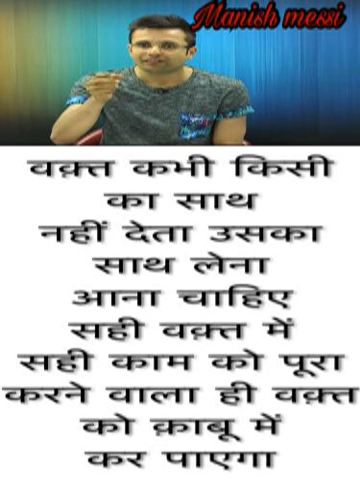 Manish messi
वक़्त कभी किसी
का साथ
नहीं देता उसका
साथ लेना
आना चाहिए
सही वक़्त में
सही काम को पूरा
करने वाला ही वक़्त
को क़ाबू में
कर पाएगा